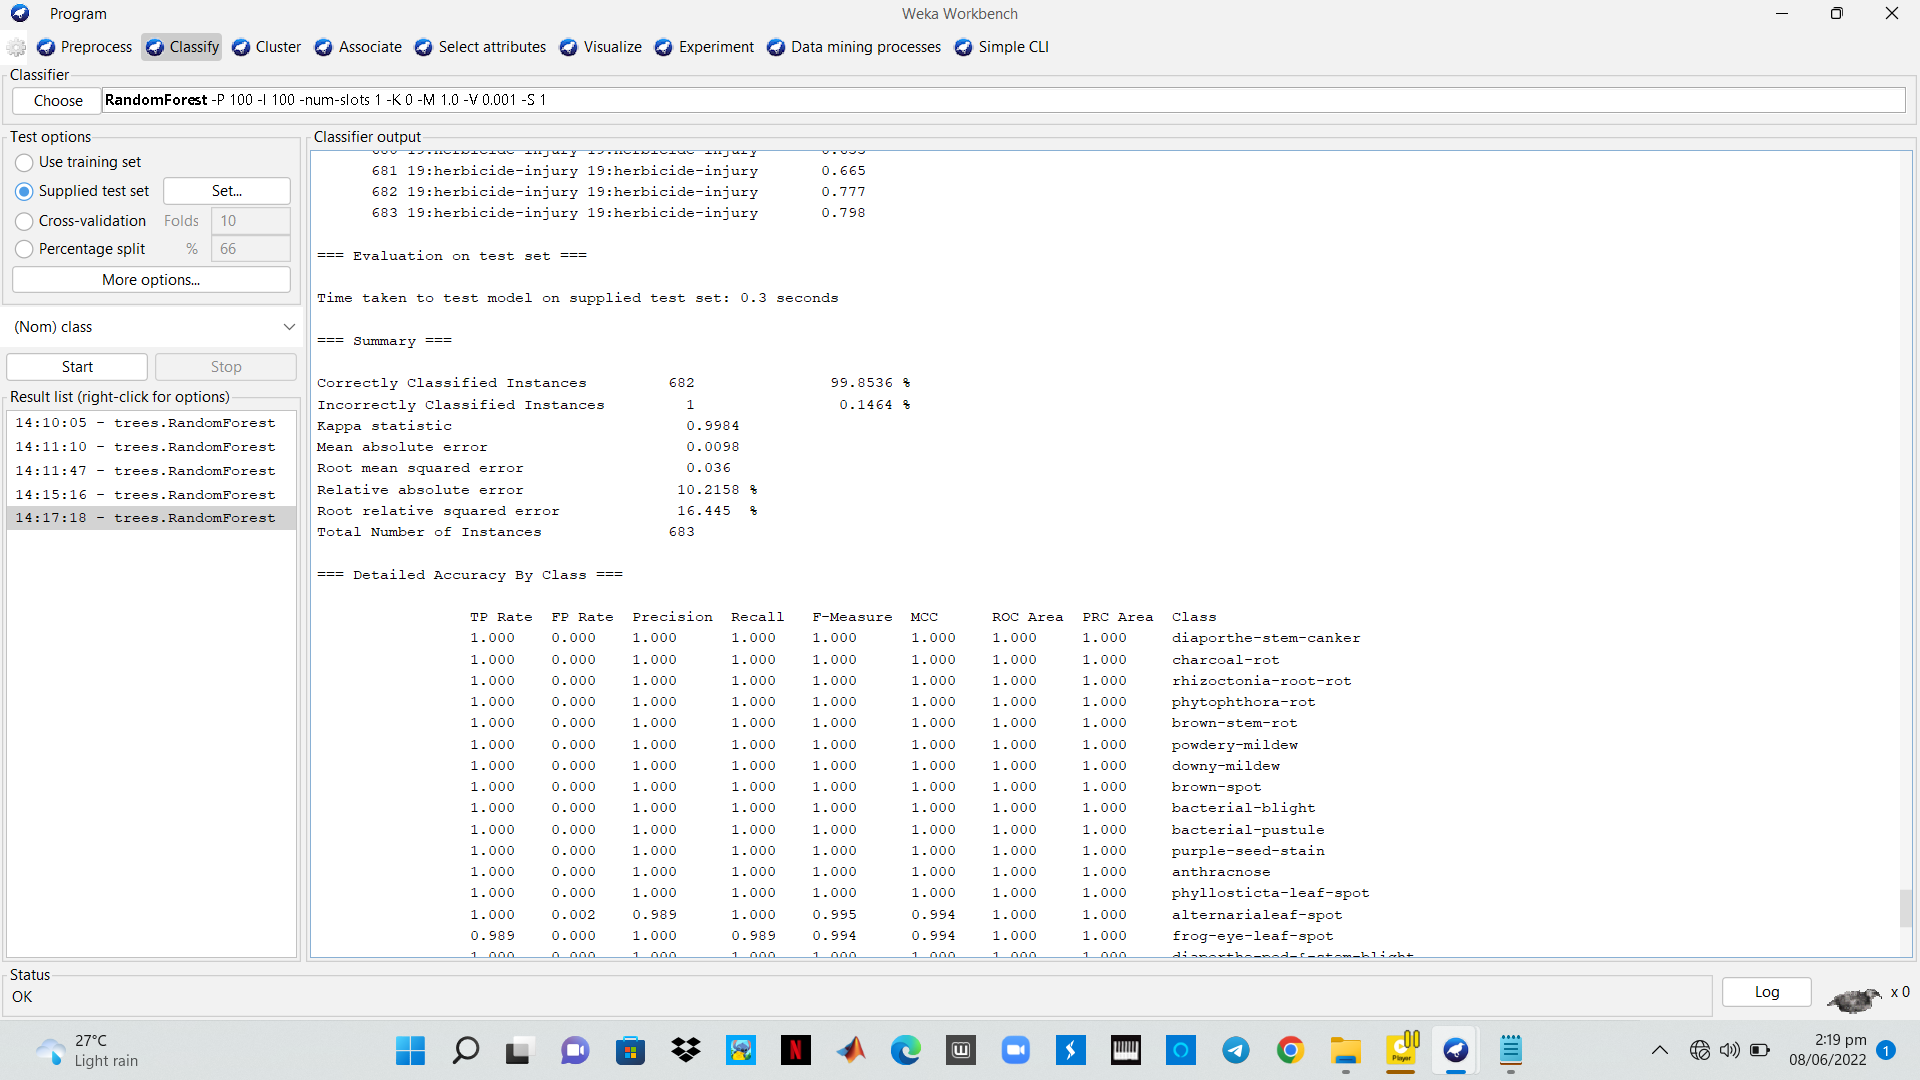 Program
Weka Workbench
Preprocess Classify Cluster Associate Select attributes Visualize Experiment Data mining processes Simple CLI
Classifier
Choose RandomForest -P 100 -I 100 -num-slots 1 -K 0 -M 1.0 -V 0.001 -S 1
Test options
Use training set
Supplied test set Set...
Cross-validation Folds 10
Percentage split % 66
More options...
(Nom) class
Start Stop
Result list (right-click for options)
14:10:05 - trees.RandomForest
14:11:10 - trees.RandomForest
14:11:47 - trees.RandomForest
14:15:16 - trees.RandomForest
14:17:18 - trees.RandomForest
Classifier output
681 19:herbicide-injury 19:herbicide-injury 0.665
682 19:herbicide-injury 19:herbicide-injury 0.777
683 19:herbicide-injury 19:herbicide-injury 0.798
=== Evaluation on test set ===
Time taken to test model on supplied test set: 0.3 seconds
=== Summary ===
Correctly Classified Instances 682 99.8536 %
Incorrectly Classified Instances 1 0.1464 %
Kappa statistic 0.9984
Mean absolute error 0.0098
Root mean squared error 0.036
Relative absolute error 10.2158 %
Root relative squared error 16.445 %
Total Number of Instances 683
=== Detailed Accuracy By Class ===
TP Rate FP Rate Precision Recall F-Measure MCC ROC Area PRC Area Class
1.000 0.000 1.000 1.000 1.000 1.000 1.000 1.000 diaporthe-stem-canker
1.000 0.000 1.000 1.000 1.000 1.000 1.000 1.000 charcoal-rot
1.000 0.000 1.000 1.000 1.000 1.000 1.000 1.000 rhizoctonia-root-rot
1.000 0.000 1.000 1.000 1.000 1.000 1.000 1.000 phytophthora-rot
1.000 0.000 1.000 1.000 1.000 1.000 1.000 1.000 brown-stem-rot
1.000 0.000 1.000 1.000 1.000 1.000 1.000 1.000 powdery-mildew
1.000 0.000 1.000 1.000 1.000 1.000 1.000 1.000 downy-mildew
1.000 0.000 1.000 1.000 1.000 1.000 1.000 1.000 brown-spot
1.000 0.000 1.000 1.000 1.000 1.000 1.000 1.000 bacterial-blight
1.000 0.000 1.000 1.000 1.000 1.000 1.000 1.000 bacterial-pustule
1.000 0.000 1.000 1.000 1.000 1.000 1.000 1.000 purple-seed-stain
1.000 0.000 1.000 1.000 1.000 1.000 1.000 1.000 anthracnose
1.000 0.000 1.000 1.000 1.000 1.000 1.000 1.000 phyllosticta-leaf-spot
1.000 0.002 0.989 1.000 0.995 0.994 1.000 1.000 alternarialeaf-spot
0.989 0.000 1.000 0.989 0.994 0.994 1.000 1.000 frog-eye-leaf-spot
Status
OK
Log
x 0
27°C
Light rain
Player
2:19 pm
08/06/2022
1